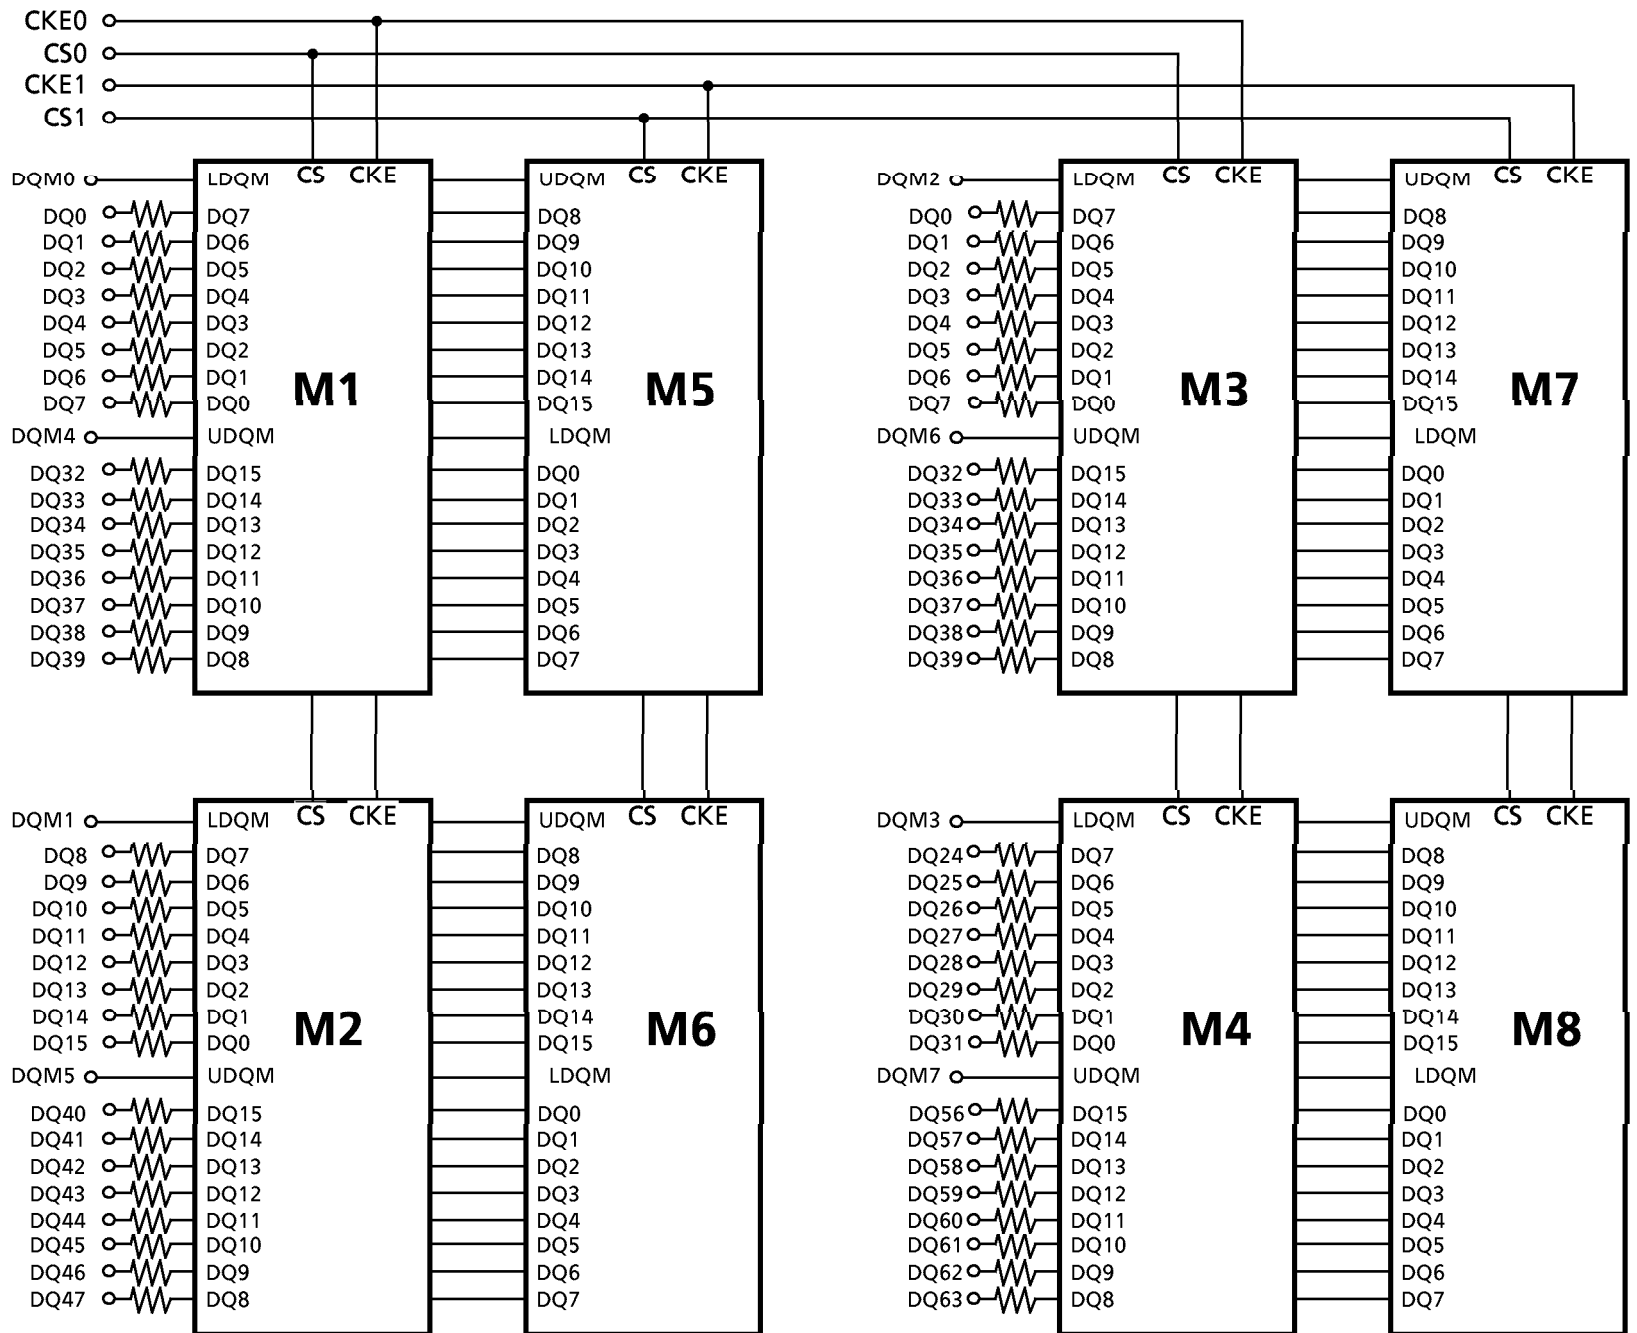 CKE0
CS0
CKE1
CS1
DQM0 LDQM CS CKE UDQM CS CKE
DQ0 DQ7 DQ8
DQ1 DQ6 DQ9
DQ2 DQ5 DQ10
DQ3 DQ4 DQ11
DQ4 DQ3 DQ12
DQ5 DQ2 DQ13
DQ6 DQ1 DQ14
DQ7 DQ0 DQ15
M1 M5
DQM4 UDQM LDQM
DQ32 DQ15 DQ0
DQ33 DQ14 DQ1
DQ34 DQ13 DQ2
DQ35 DQ12 DQ3
DQ36 DQ11 DQ4
DQ37 DQ10 DQ5
DQ38 DQ9 DQ6
DQ39 DQ8 DQ7
DQM2 LDQM CS CKE UDQM CS CKE
DQ0 DQ7 DQ8
DQ1 DQ6 DQ9
DQ2 DQ5 DQ10
DQ3 DQ4 DQ11
DQ4 DQ3 DQ12
DQ5 DQ2 DQ13
DQ6 DQ1 DQ14
DQ7 DQ0 DQ15
M3 M7
DQM6 UDQM LDQM
DQ32 DQ15 DQ0
DQ33 DQ14 DQ1
DQ34 DQ13 DQ2
DQ35 DQ12 DQ3
DQ36 DQ11 DQ4
DQ37 DQ10 DQ5
DQ38 DQ9 DQ6
DQ39 DQ8 DQ7
DQM1 LDQM CS CKE UDQM CS CKE
DQ8 DQ7 DQ8
DQ9 DQ6 DQ9
DQ10 DQ5 DQ10
DQ11 DQ4 DQ11
DQ12 DQ3 DQ12
DQ13 DQ2 DQ13
DQ14 DQ1 DQ14
DQ15 DQ0 DQ15
M2 M6
DQM5 UDQM LDQM
DQ40 DQ15 DQ0
DQ41 DQ14 DQ1
DQ42 DQ13 DQ2
DQ43 DQ12 DQ3
DQ44 DQ11 DQ4
DQ45 DQ10 DQ5
DQ46 DQ9 DQ6
DQ47 DQ8 DQ7
DQM3 LDQM CS CKE UDQM CS CKE
DQ24 DQ7 DQ8
DQ25 DQ6 DQ9
DQ26 DQ5 DQ10
DQ27 DQ4 DQ11
DQ28 DQ3 DQ12
DQ29 DQ2 DQ13
DQ30 DQ1 DQ14
DQ31 DQ0 DQ15
M4 M8
DQM7 UDQM LDQM
DQ56 DQ15 DQ0
DQ57 DQ14 DQ1
DQ58 DQ13 DQ2
DQ59 DQ12 DQ3
DQ60 DQ11 DQ4
DQ61 DQ10 DQ5
DQ62 DQ9 DQ6
DQ63 DQ8 DQ7